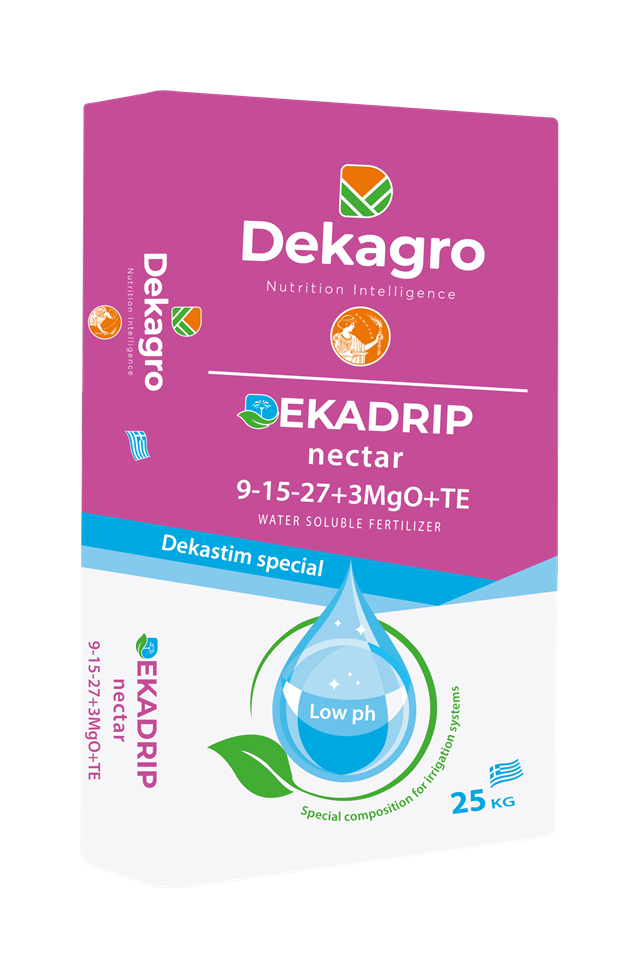 Dekagro
Nutrition Intelligence
EKADRIP
nectar
9-15-27+3MgO+TE
WATER SOLUBLE FERTILIZER
Dekastim special
Low ph
Special composition for irrigation systems
25 KG
Dekagro
Nutrition Intelligence
EKADRIP
nectar
9-15-27+3MgO+TE